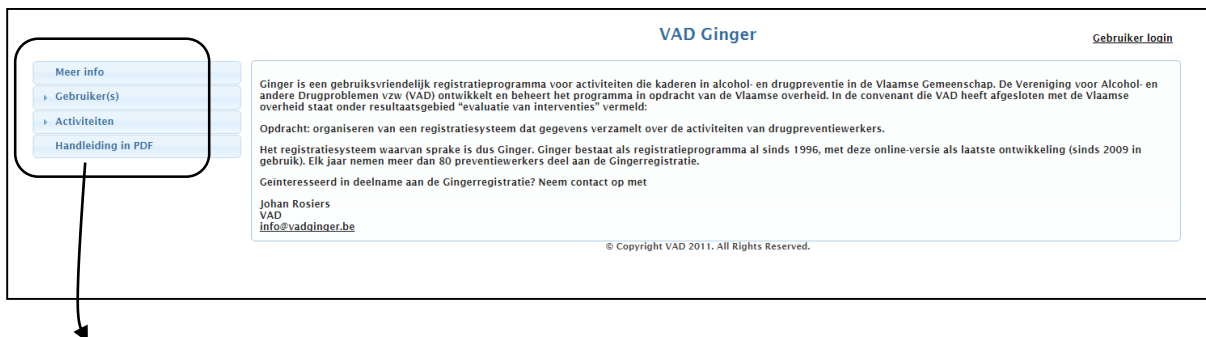 VAD Ginger
Gebruiker login
Meer info
Gebruiker(s)
Activiteiten
Handleiding in PDF
Ginger is een gebruiksvriendelijk registratieprogramma voor activiteiten die kaderen in alcohol- en drugpreventie in de Vlaamse Gemeenschap. De Vereniging voor Alcohol- en
andere Drugproblemen vzw (VAD) ontwikkelt en beheert het programma in opdracht van de Vlaamse overheid. In de convenant die VAD heeft afgesloten met de Vlaamse
overheid staat onder resultaatsgebied “evaluatie van interventies” vermeld:
Opdracht: organiseren van een registratiesysteem dat gegevens verzamelt over de activiteiten van drugpreventiewerkers.
Het registratiesysteem waarvan sprake is dus Ginger. Ginger bestaat als registratieprogramma al sinds 1996, met deze online-versie als laatste ontwikkeling (sinds 2009 in
gebruik). Elk jaar nemen meer dan 80 preventiewerkers deel aan de Gingerregistratie.
Geïnteresseerd in deelname aan de Gingerregistratie? Neem contact op met
Johan Rosiers
VAD
info@vadginger.be
© Copyright VAD 2011. All Rights Reserved.